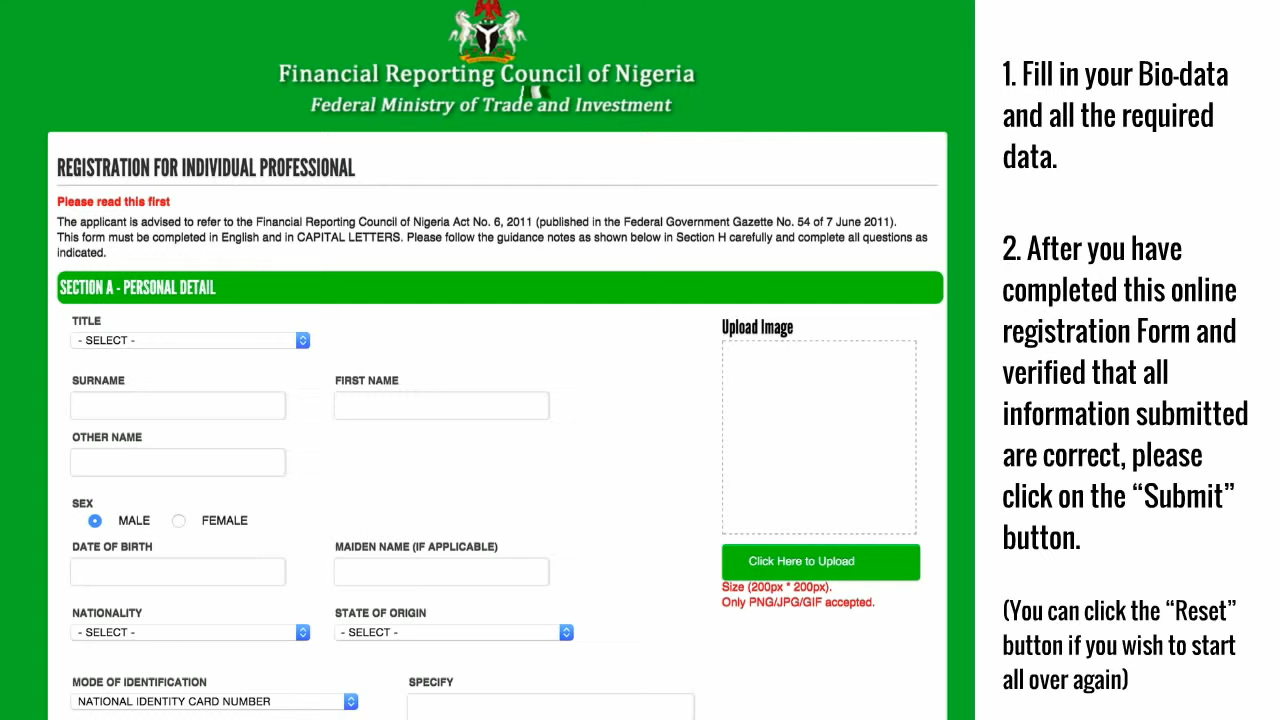 Financial Reporting Council of Nigeria
Federal Ministry of Trade and Investment
REGISTRATION FOR INDIVIDUAL PROFESSIONAL
Please read this first
The applicant is advised to refer to the Financial Reporting Council of Nigeria Act No. 6, 2011 (published in the Federal Government Gazette No. 54 of 7 June 2011).
This form must be completed in English and in CAPITAL LETTERS. Please follow the guidance notes as shown below in Section H carefully and complete all questions as
indicated.
SECTION A - PERSONAL DETAIL
TITLE
- SELECT -
Upload Image
SURNAME
FIRST NAME
OTHER NAME
SEX
MALE
FEMALE
DATE OF BIRTH
MAIDEN NAME (IF APPLICABLE)
Click Here to Upload
Size (200px * 200px).
Only PNG/JPG/GIF accepted.
NATIONALITY
STATE OF ORIGIN
- SELECT -
- SELECT -
MODE OF IDENTIFICATION
SPECIFY
NATIONAL IDENTITY CARD NUMBER
1. Fill in your Bio-data
and all the required
data.
2. After you have
completed this online
registration Form and
verified that all
information submitted
are correct, please
click on the “Submit”
button.
(You can click the “Reset”
button if you wish to start
all over again)